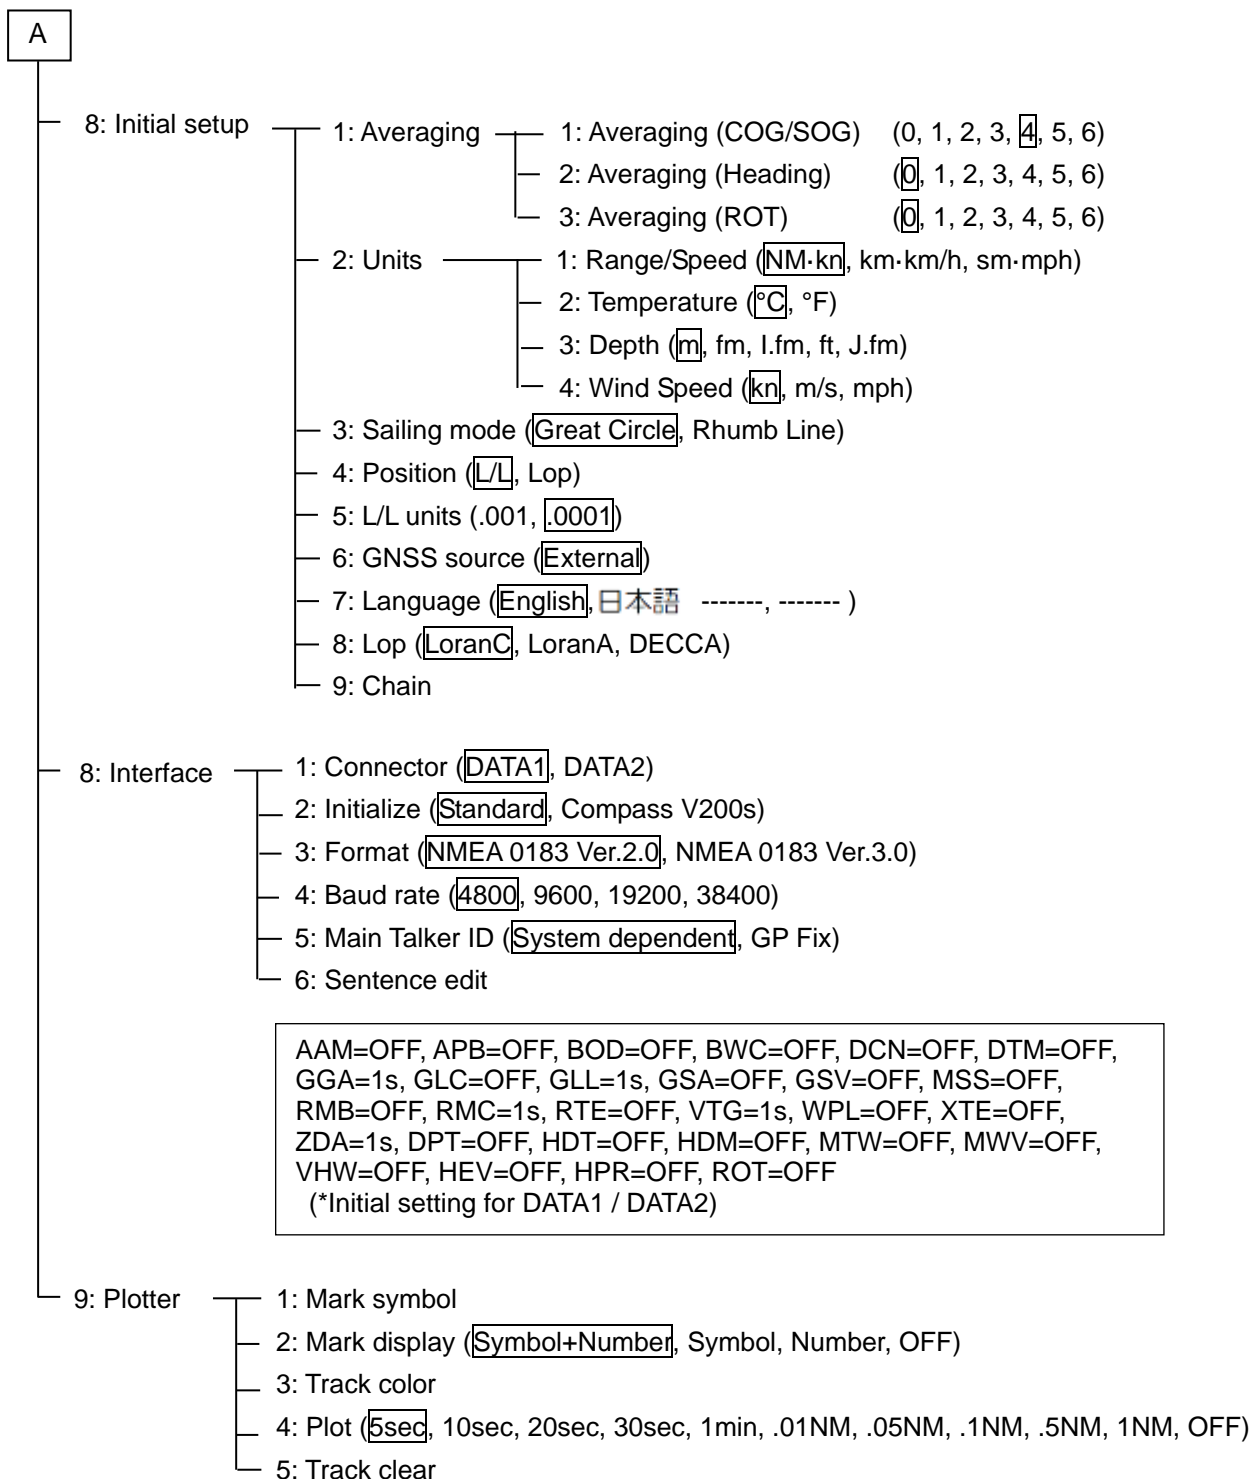 A
8: Initial setup
1: Averaging
1: Averaging (COG/SOG) (0, 1, 2, 3, 4, 5, 6)
2: Averaging (Heading) (0, 1, 2, 3, 4, 5, 6)
3: Averaging (ROT) (0, 1, 2, 3, 4, 5, 6)
2: Units
1: Range/Speed (NM·kn, km·km/h, sm·mph)
2: Temperature (°C, °F)
3: Depth (m, fm, I.fm, ft, J.fm)
4: Wind Speed (kn, m/s, mph)
3: Sailing mode (Great Circle, Rhumb Line)
4: Position (L/L, Lop)
5: L/L units (.001, .0001)
6: GNSS source (External)
7: Language (English, 日本語 -------, ------- )
8: Lop (LoranC, LoranA, DECCA)
9: Chain
8: Interface
1: Connector (DATA1, DATA2)
2: Initialize (Standard, Compass V200s)
3: Format (NMEA 0183 Ver.2.0, NMEA 0183 Ver.3.0)
4: Baud rate (4800, 9600, 19200, 38400)
5: Main Talker ID (System dependent, GP Fix)
6: Sentence edit
AAM=OFF, APB=OFF, BOD=OFF, BWC=OFF, DCN=OFF, DTM=OFF,
GGA=1s, GLC=OFF, GLL=1s, GSA=OFF, GSV=OFF, MSS=OFF,
RMB=OFF, RMC=1s, RTE=OFF, VTG=1s, WPL=OFF, XTE=OFF,
ZDA=1s, DPT=OFF, HDT=OFF, HDM=OFF, MTW=OFF, MWV=OFF,
VHW=OFF, HEV=OFF, HPR=OFF, ROT=OFF
(*Initial setting for DATA1 / DATA2)
9: Plotter
1: Mark symbol
2: Mark display (Symbol+Number, Symbol, Number, OFF)
3: Track color
4: Plot (5sec, 10sec, 20sec, 30sec, 1min, .01NM, .05NM, .1NM, .5NM, 1NM, OFF)
5: Track clear